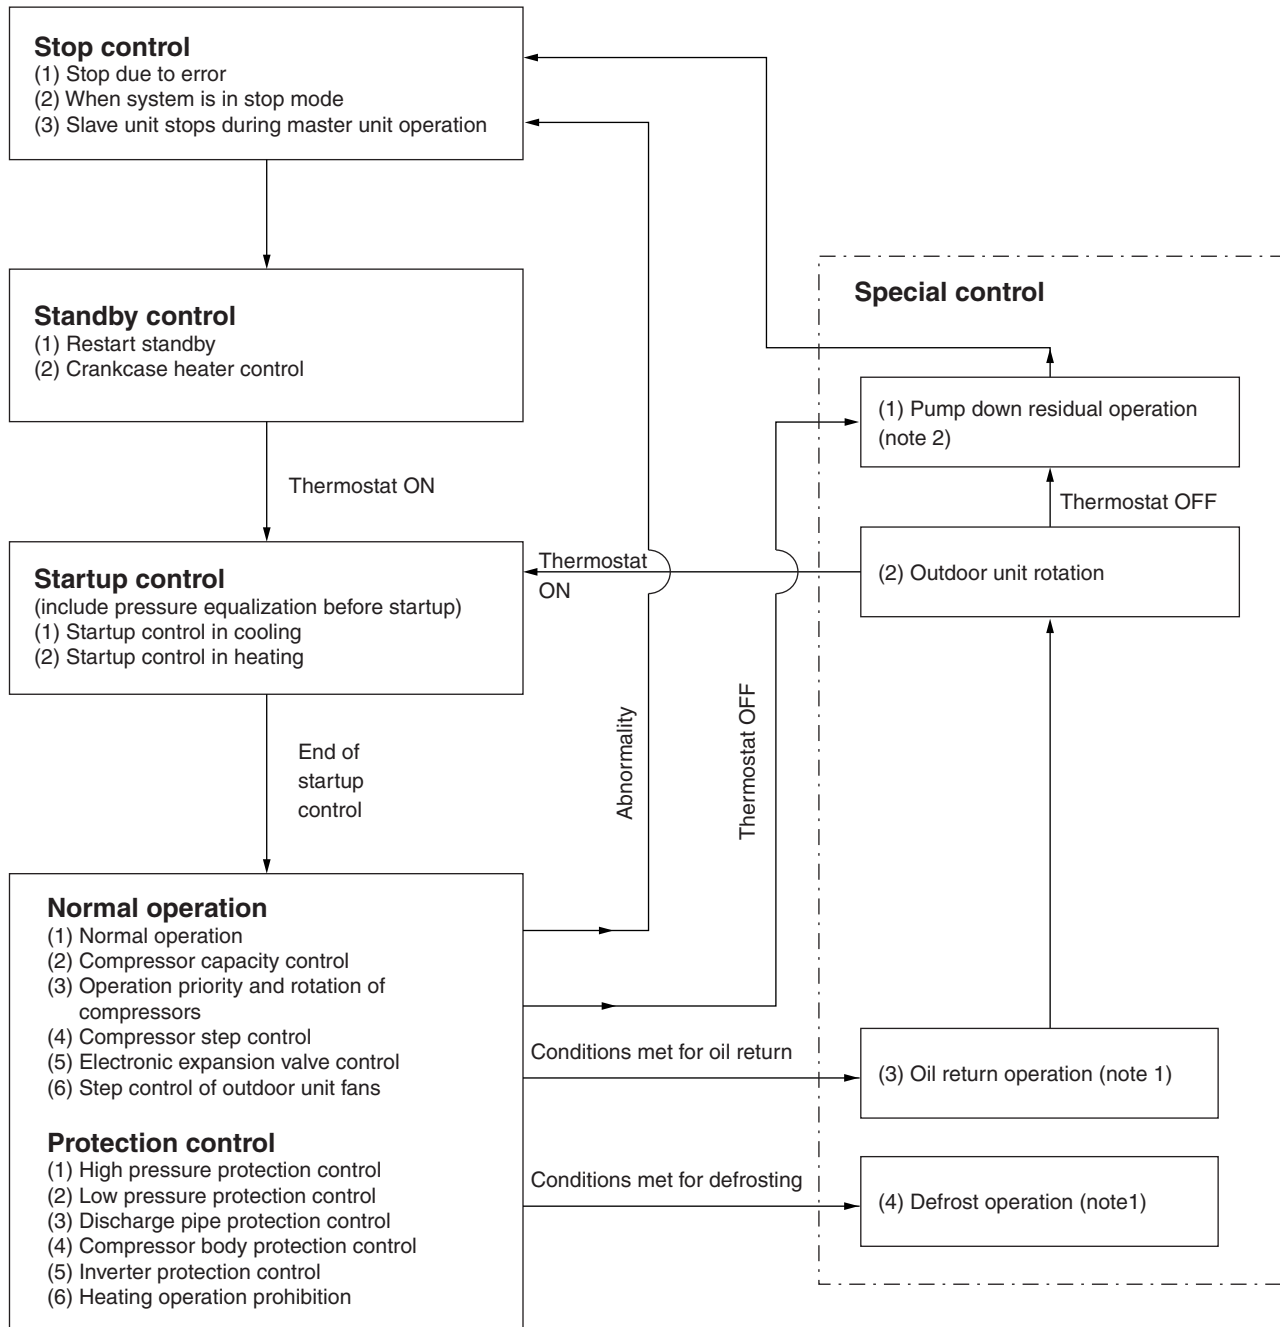 Stop control
(1) Stop due to error
(2) When system is in stop mode
(3) Slave unit stops during master unit operation
Standby control
(1) Restart standby
(2) Crankcase heater control
Thermostat ON
Startup control
(include pressure equalization before startup)
(1) Startup control in cooling
(2) Startup control in heating
End of
startup
control
Normal operation
(1) Normal operation
(2) Compressor capacity control
(3) Operation priority and rotation of
compressors
(4) Compressor step control
(5) Electronic expansion valve control
(6) Step control of outdoor unit fans
Protection control
(1) High pressure protection control
(2) Low pressure protection control
(3) Discharge pipe protection control
(4) Compressor body protection control
(5) Inverter protection control
(6) Heating operation prohibition
Abnormality
Thermostat OFF
Thermostat
ON
Conditions met for oil return
Conditions met for defrosting
Special control
(1) Pump down residual operation
(note 2)
Thermostat OFF
(2) Outdoor unit rotation
(3) Oil return operation (note 1)
(4) Defrost operation (note1)